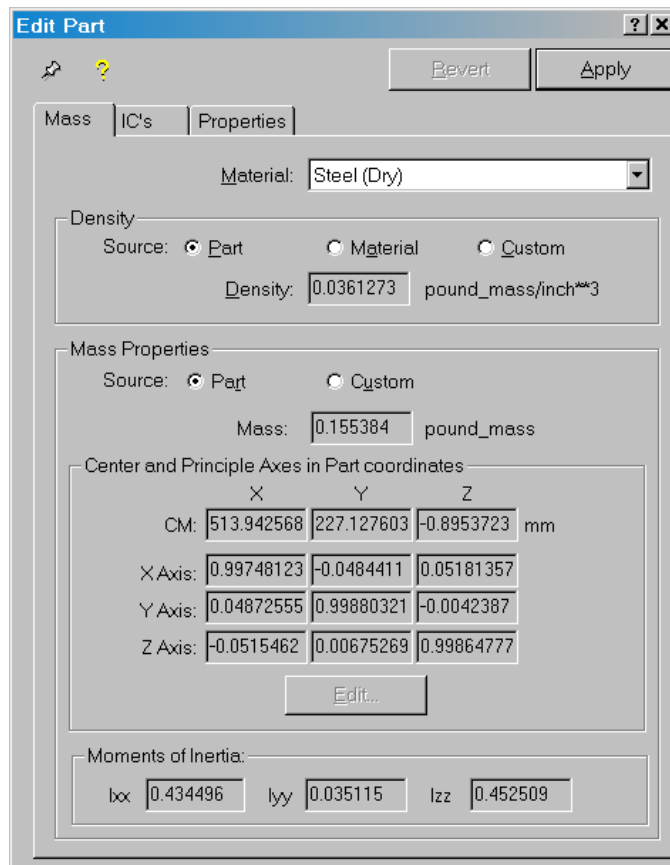 Edit Part
Revert Apply
Mass IC's Properties
Material: Steel (Dry)
Density
Source: Part Material Custom
Density: 0.0361273 pound_mass/inch**3
Mass Properties
Source: Part Custom
Mass: 0.155384 pound_mass
Center and Principle Axes in Part coordinates
X Y Z
CM: 513.942568 227.127603 -0.8953723 mm
X Axis: 0.99748123 -0.0484411 0.05181357
Y Axis: 0.04872555 0.99880321 -0.0042387
Z Axis: -0.0515462 0.00675269 0.99864777
Edit...
Moments of Inertia:
Ixx 0.434496 Iyy 0.035115 Izz 0.452509